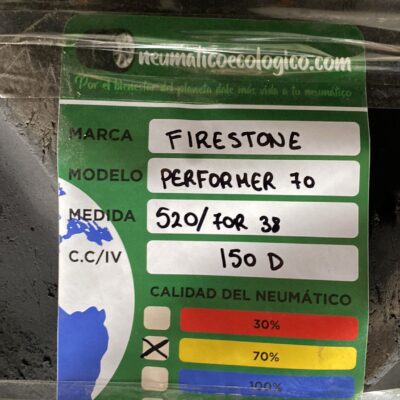 neumaticoecologico.com
Por el bienestar del planeta dale más vida a tu neumático
MARCA FIRESTONE
MODELO PERFORMER 70
MEDIDA 520/70R 38
C.C/IV 150 D
CALIDAD DEL NEUMÁTICO
30%
70%
100%